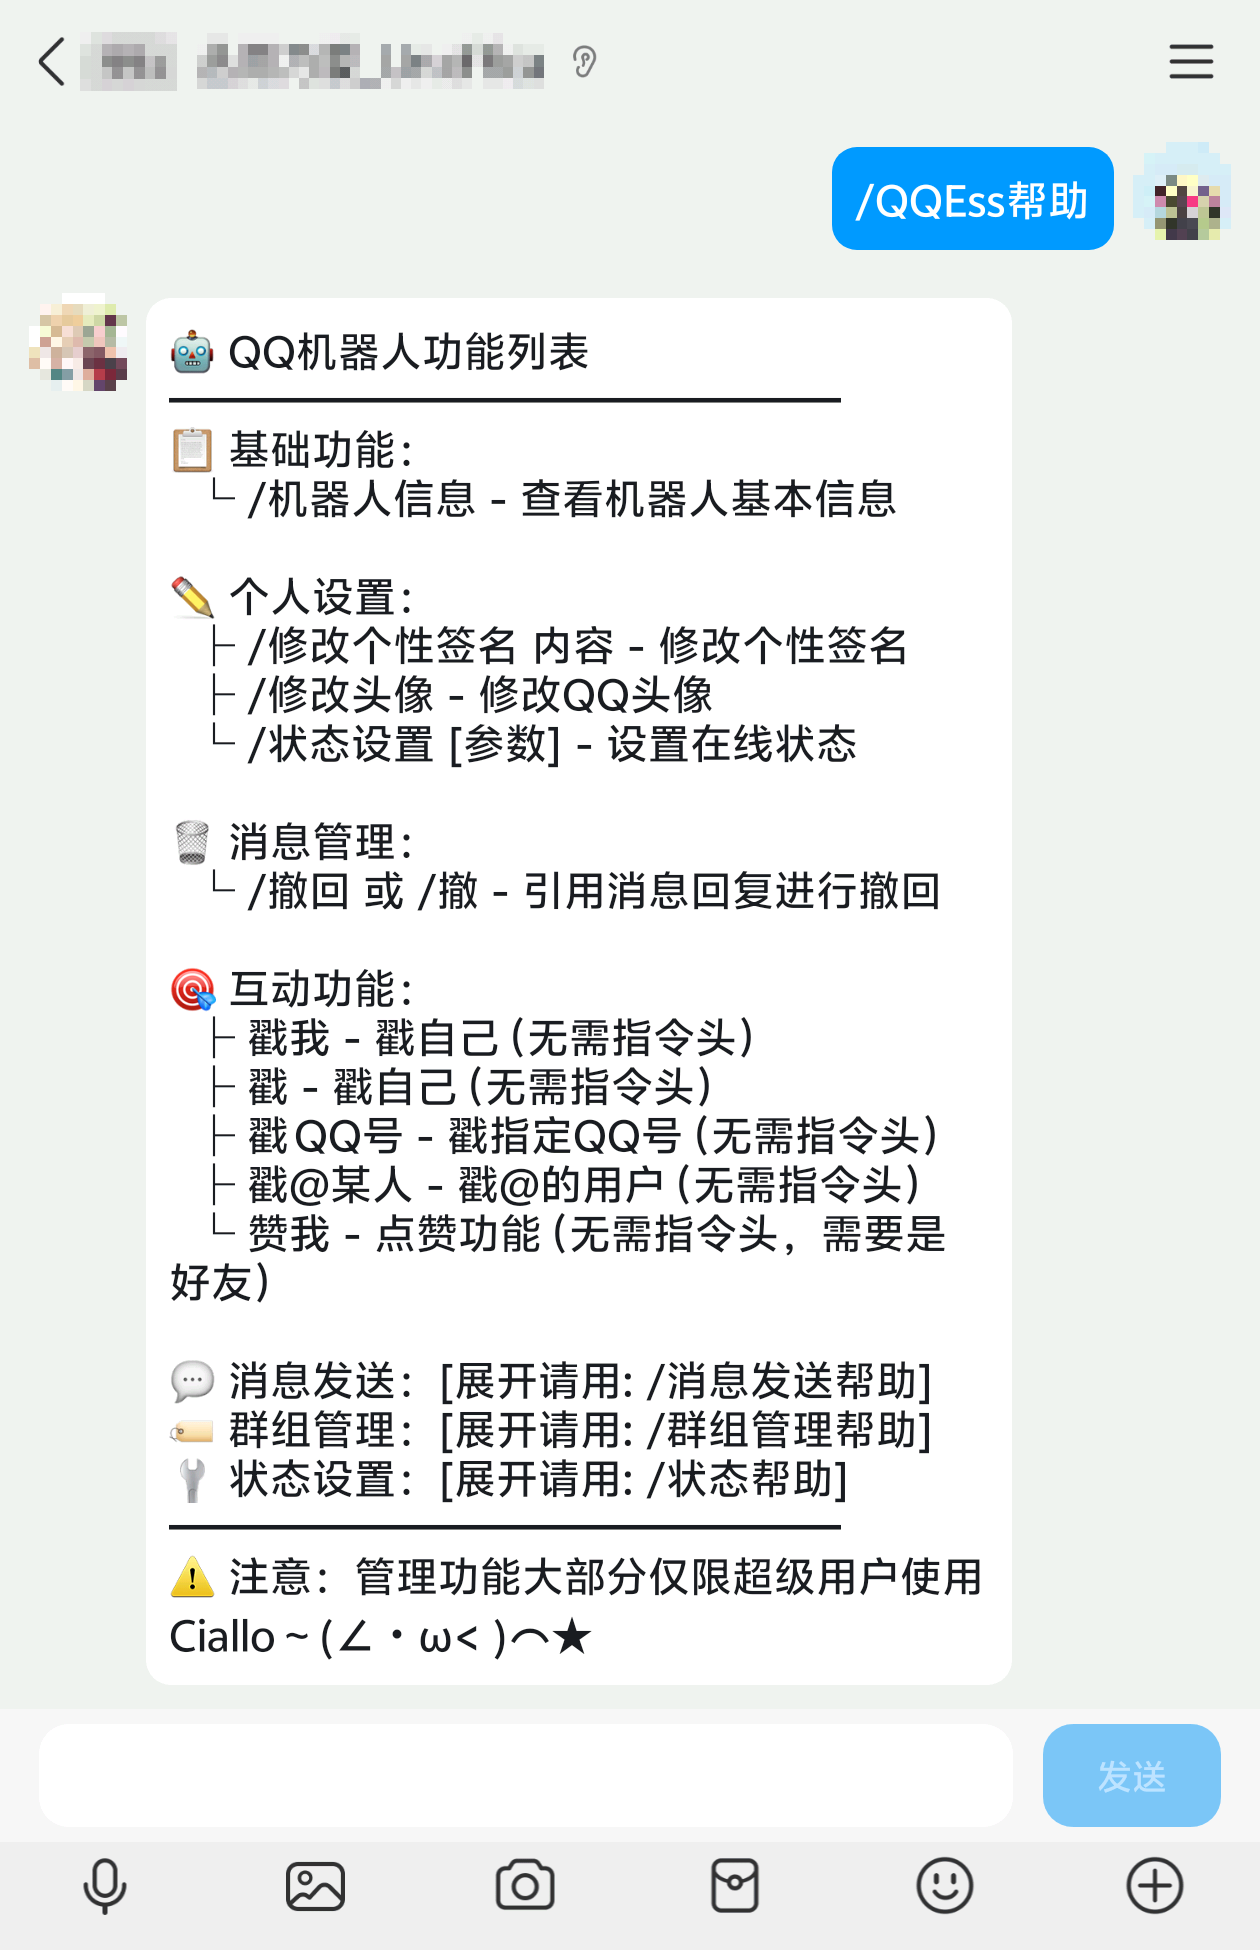 /QQEss帮助
🤖 QQ机器人功能列表
━━━━━━━━━━━━━━━━
📋 基础功能：
└ /机器人信息 - 查看机器人基本信息
✏️ 个人设置：
├ /修改个性签名 内容 - 修改个性签名
├ /修改头像 - 修改QQ头像
└ /状态设置 [参数] - 设置在线状态
🗑️ 消息管理：
└ /撤回 或 /撤 - 引用消息回复进行撤回
🎯 互动功能：
├ 戳我 - 戳自己（无需指令头）
├ 戳 - 戳自己（无需指令头）
├ 戳QQ号 - 戳指定QQ号（无需指令头）
├ 戳@某人 - 戳@的用户（无需指令头）
└ 赞我 - 点赞功能（无需指令头，需要是
好友）
💬 消息发送：[展开请用: /消息发送帮助]
🏷️ 群组管理：[展开请用: /群组管理帮助]
🔧 状态设置：[展开请用: /状态帮助]
━━━━━━━━━━━━━━━━
⚠️ 注意：管理功能大部分仅限超级用户使用
Ciallo～(∠・ω< )⌒★
发送